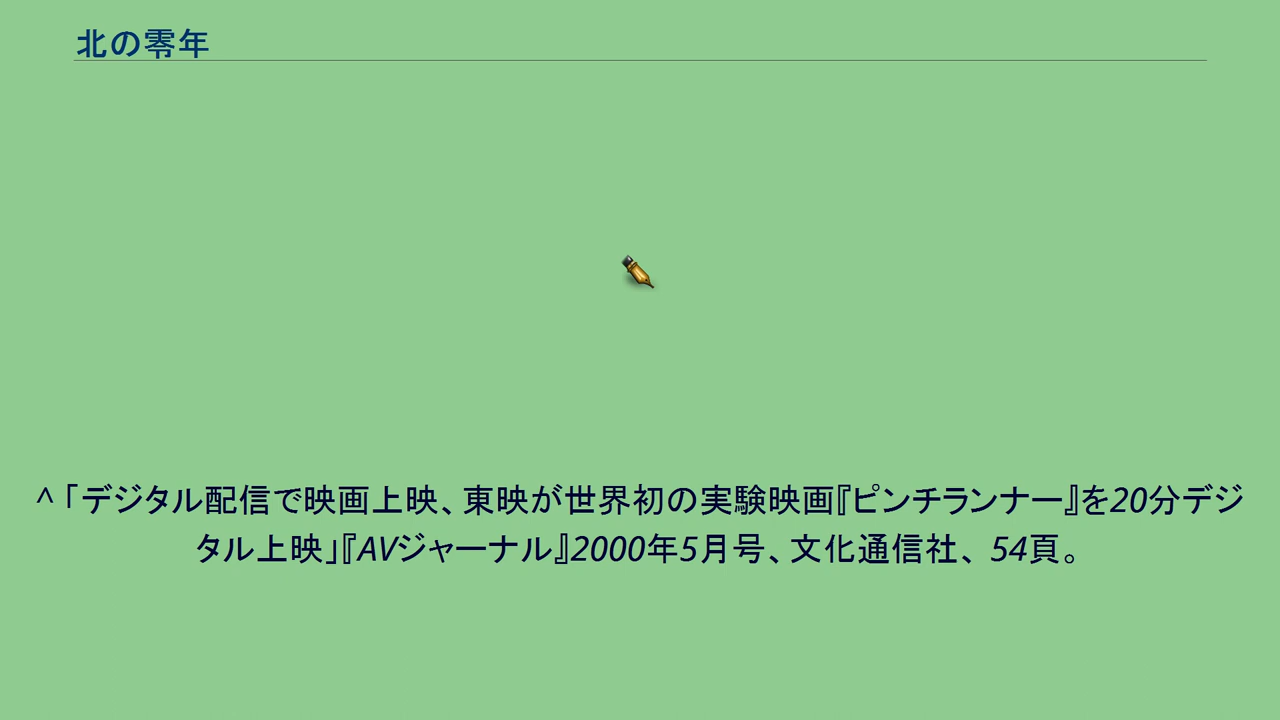 北の零年
^「デジタル配信で映画上映、東映が世界初の実験映画『ピンチランナー』を20分デジ
タル上映」『AVジャーナル』2000年5月号、文化通信社、 54頁。